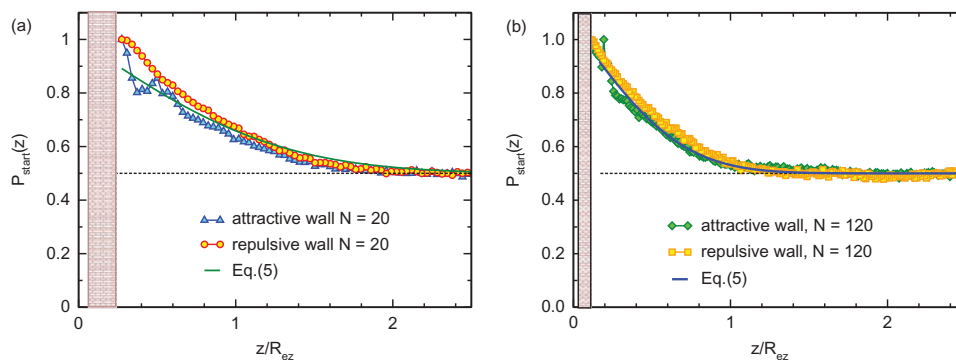 (a)
1
0.8
0.6
0.4
0.2
0
P_start(z)
attractive wall N = 20
repulsive wall N = 20
Eq.(5)
0 1 2
z/R_ez
(b)
1
0.8
0.6
0.4
0.2
0
P_start(z)
attractive wall, N = 120
repulsive wall, N = 120
Eq.(5)
0 1 2
z/R_ez